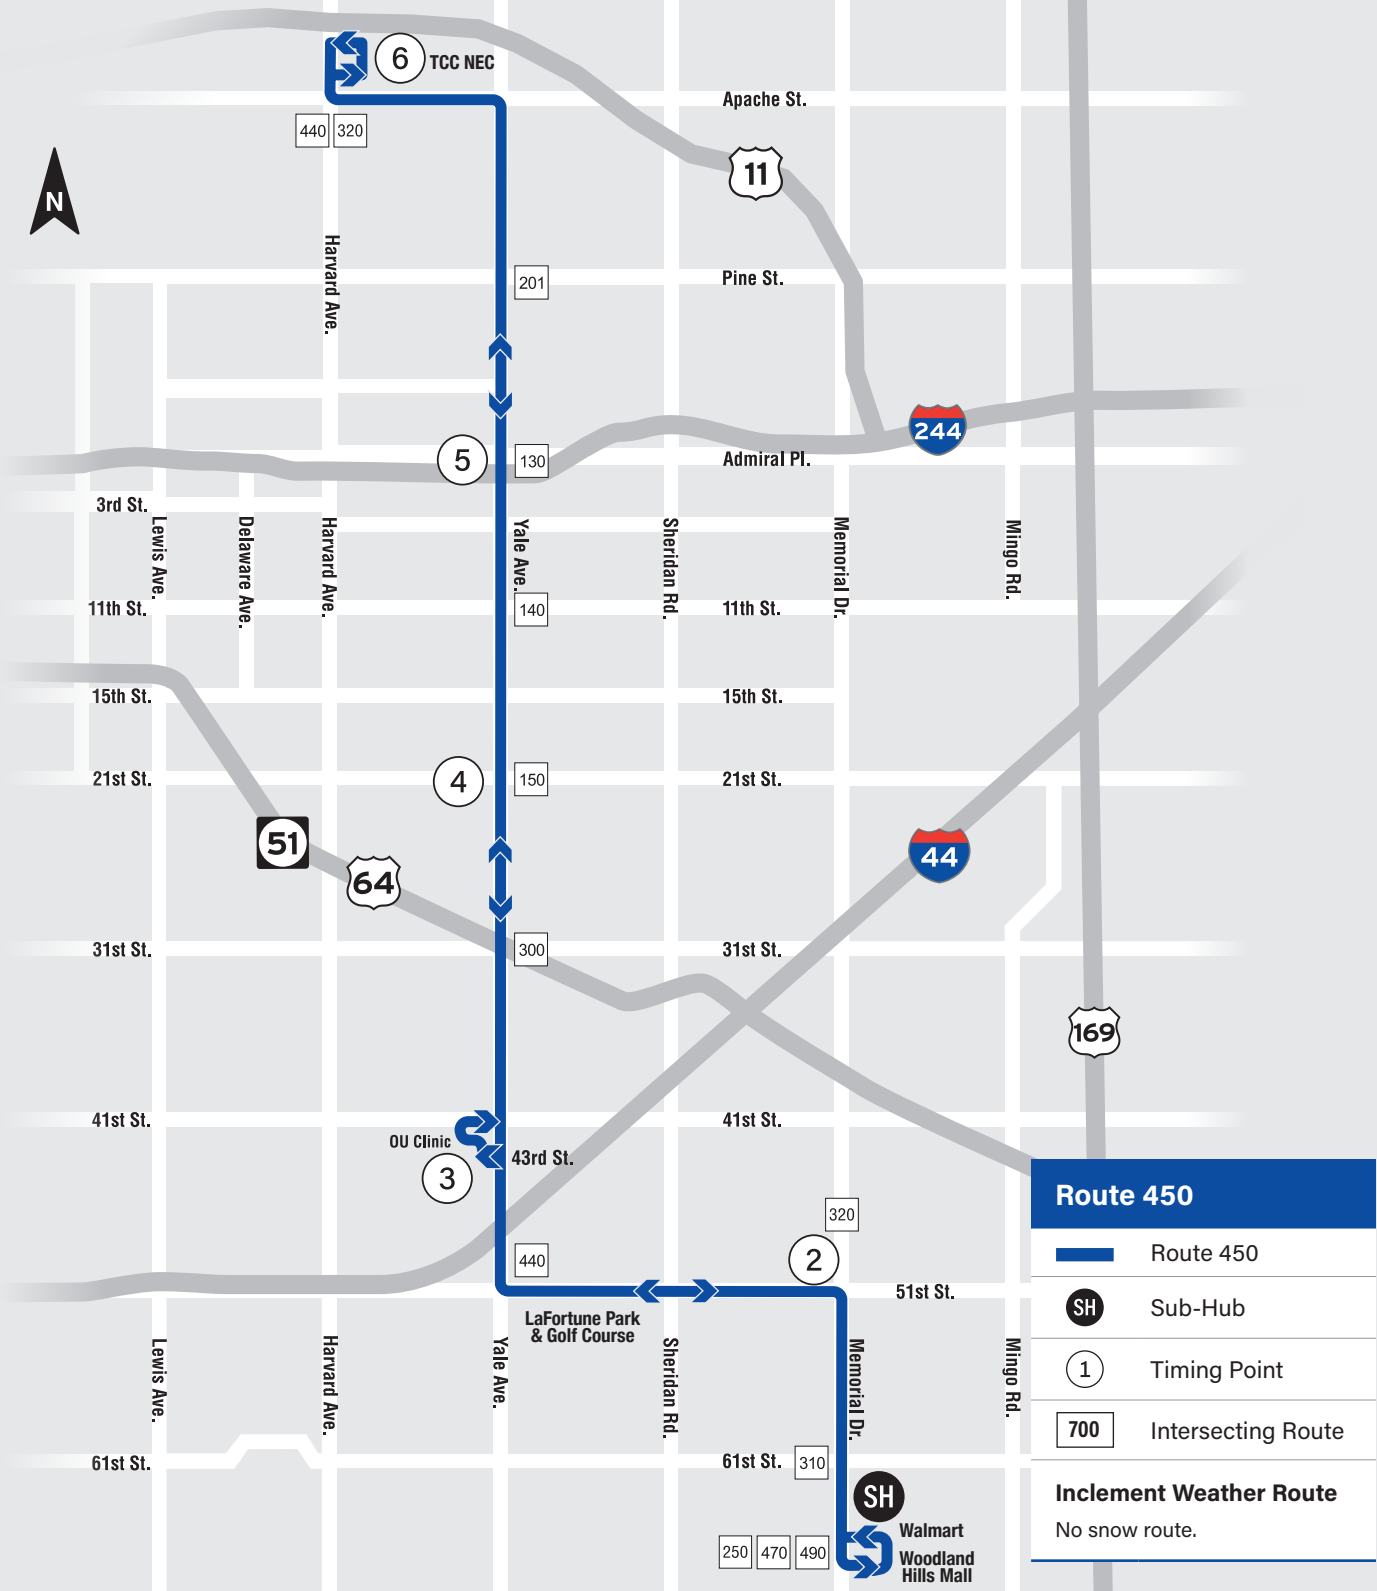 6
TCC NEC
Apache St.
440
320
11
N
Harvard Ave.
Pine St.
201
244
5
130
Admiral Pl.
3rd St.
Lewis Ave.
Delaware Ave.
Harvard Ave.
Yale Ave.
Sheridan Rd.
Memorial Dr.
Mingo Rd.
11th St.
140
11th St.
15th St.
15th St.
21st St.
4
150
21st St.
51
64
44
31st St.
300
31st St.
169
41st St.
41st St.
OU Clinic
43rd St.
3
320
2
440
51st St.
LaFortune Park
& Golf Course
Lewis Ave.
Harvard Ave.
Yale Ave.
Sheridan Rd.
Memorial Dr.
Mingo Rd.
61st St.
61st St.
310
SH
Walmart
250
470
490
Woodland
Hills Mall
Route 450
Route 450
SH
Sub-Hub
1
Timing Point
700
Intersecting Route
Inclement Weather Route
No snow route.